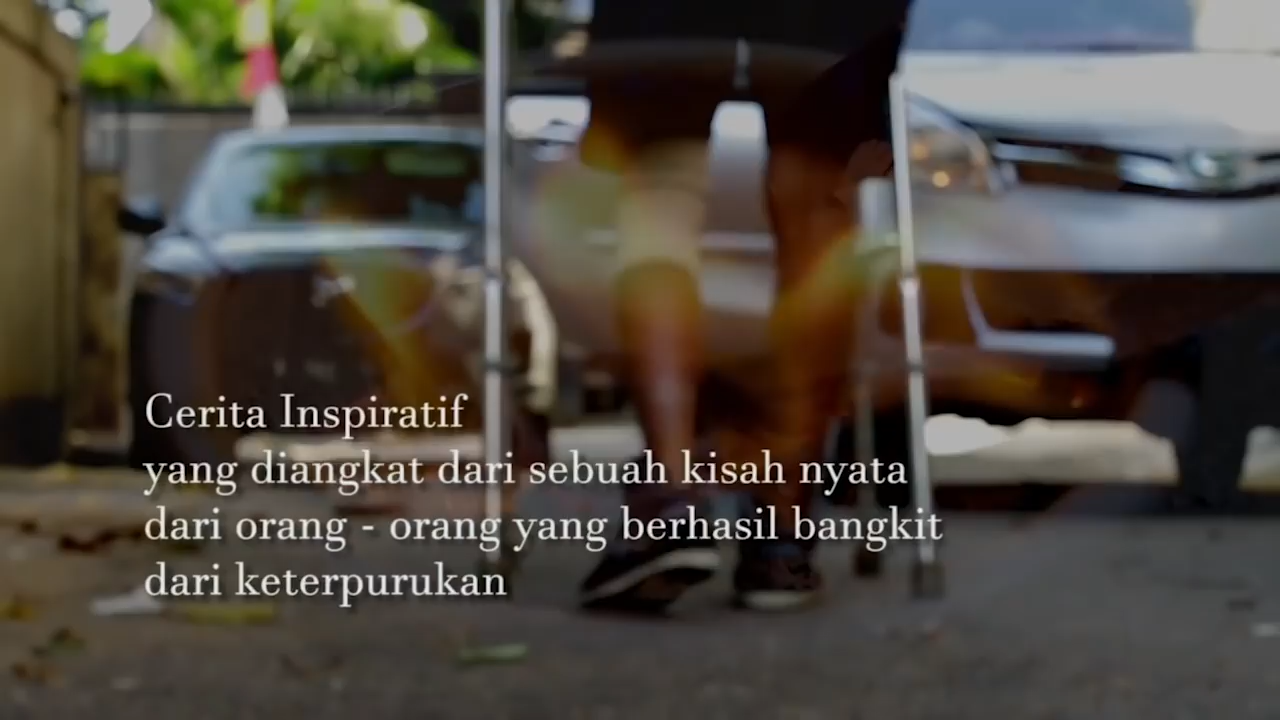 Cerita Inspiratif
yang diangkat dari sebuah kisah nyata
dari orang - orang yang berhasil bangkit
dari keterpurukan